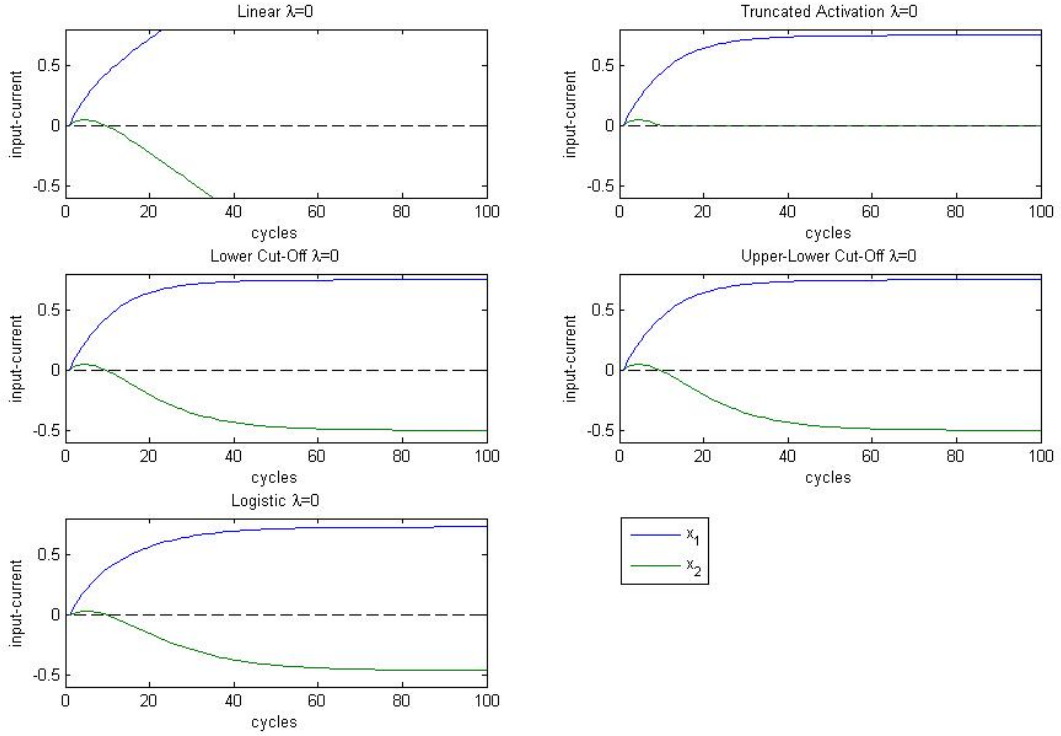 Linear λ=0
input-current
0.5
0
-0.5
0 20 40 60 80 100
cycles
Truncated Activation λ=0
input-current
0.5
0
-0.5
0 20 40 60 80 100
cycles
Lower Cut-Off λ=0
input-current
0.5
0
-0.5
0 20 40 60 80 100
cycles
Upper-Lower Cut-Off λ=0
input-current
0.5
0
-0.5
0 20 40 60 80 100
cycles
Logistic λ=0
input-current
0.5
0
-0.5
0 20 40 60 80 100
cycles
x₁
x₂